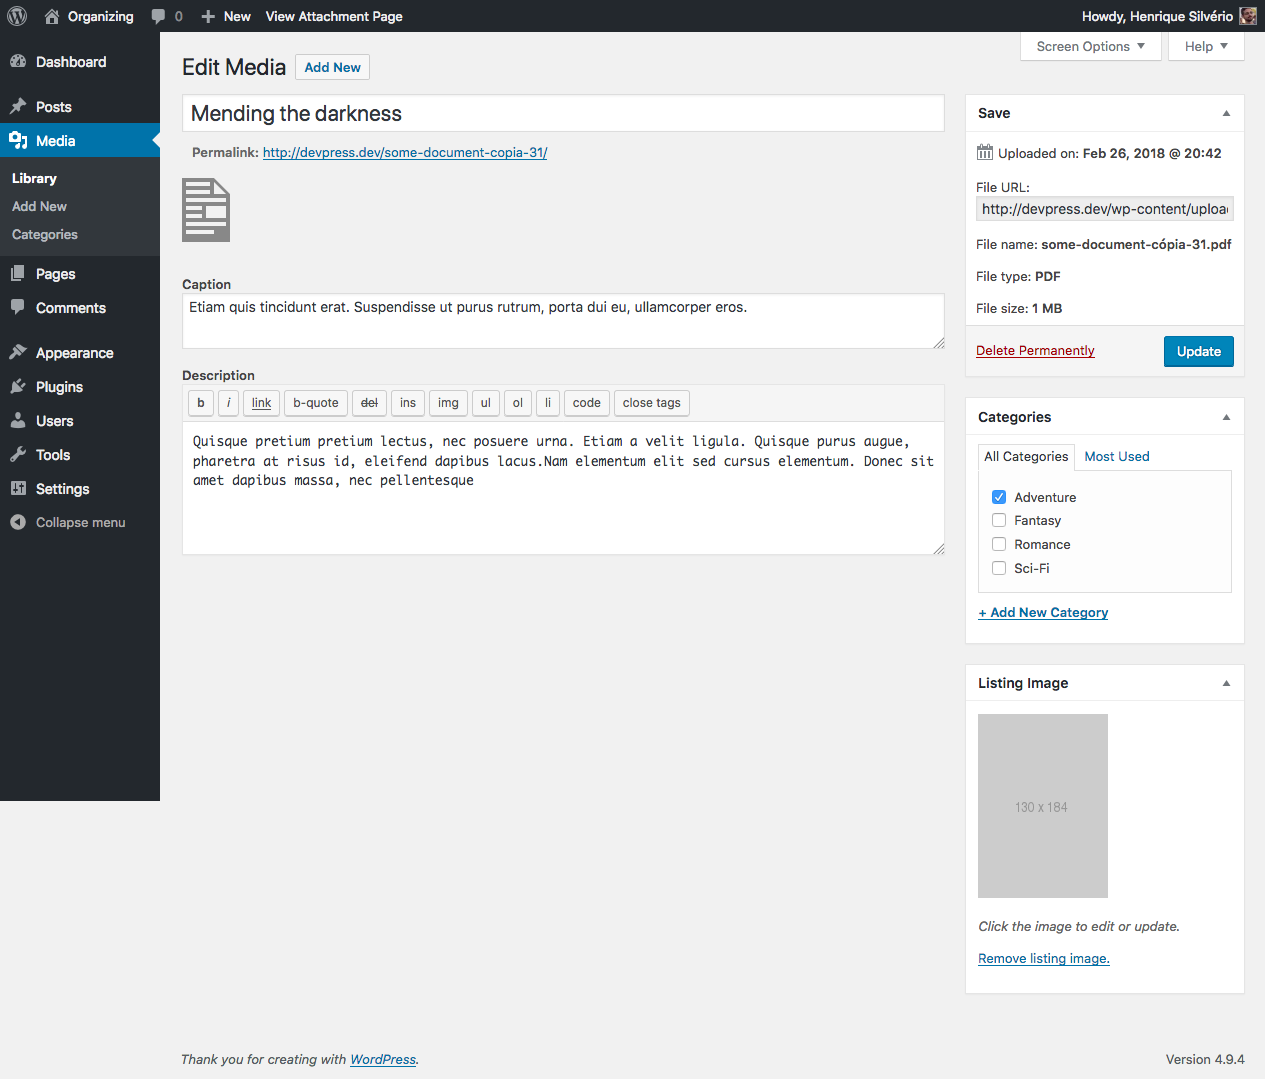 Organizing 0 New View Attachment Page Howdy, Henrique Silvério
Screen Options Help
Dashboard
Posts
Media
Library
Add New
Categories
Pages
Comments
Appearance
Plugins
Users
Tools
Settings
Collapse menu
Edit Media Add New
Mending the darkness
Permalink: http://devpress.dev/some-document-copia-31/
Caption
Etiam quis tincidunt erat. Suspendisse ut purus rutrum, porta dui eu, ullamcorper eros.
Description
b i link b-quote del ins img ul ol li code close tags
Quisque pretium pretium lectus, nec posuere urna. Etiam a velit ligula. Quisque purus augue,
pharetra at risus id, eleifend dapibus lacus.Nam elementum elit sed cursus elementum. Donec sit
amet dapibus massa, nec pellentesque
Save
Uploaded on: Feb 26, 2018 @ 20:42
File URL:
http://devpress.dev/wp-content/uploa
File name: some-document-cópia-31.pdf
File type: PDF
File size: 1 MB
Delete Permanently Update
Categories
All Categories Most Used
Adventure
Fantasy
Romance
Sci-Fi
+ Add New Category
Listing Image
130 x 184
Click the image to edit or update.
Remove listing image.
Thank you for creating with WordPress. Version 4.9.4